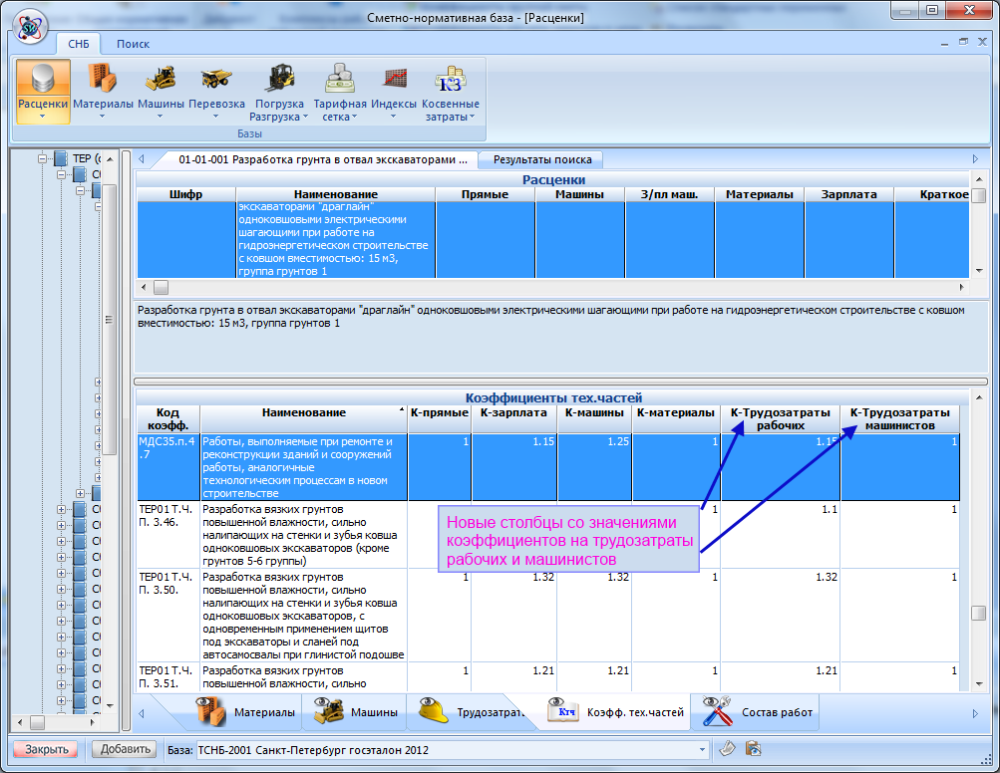 Сметно-нормативная база - [Расценки]
СНБ Поиск
Расценки Материалы Машины Перевозка Погрузка Разгрузка Тарифная сетка Индексы Косвенные затраты
КЗ
Базы
ТЕР (с
01-01-001 Разработка грунта в отвал экскаваторами ... Результаты поиска
Расценки
Шифр Наименование Прямые Машины З/пл маш. Материалы Зарплата Краткое
экскаваторами "драглайн"
одноковшовыми электрическими
шагающими при работе на
гидроэнергетическом строительстве
с ковшом вместимостью: 15 м3,
группа грунтов 1
Разработка грунта в отвал экскаваторами "драглайн" одноковшовыми электрическими шагающими при работе на гидроэнергетическом строительстве с ковшом
вместимостью: 15 м3, группа грунтов 1
Коэффициенты тех.частей
Код коэфф. Наименование К-прямые К-зарплата К-машины К-материалы К-Трудозатраты рабочих К-Трудозатраты машинистов
МДС35.п.4 Работы, выполняемые при ремонте и 1 1.15 1.25 1 1.15 1
.7 реконструкции зданий и сооружений
работы, аналогичные
технологическим процессам в новом
строительстве
ТЕР01 Т.Ч. Разработка вязких грунтов 1 1.1 1
П. 3.46. повышенной влажности, сильно
налипающих на стенки и зубья ковша
одноковшовых экскаваторов (кроме
грунтов 5-6 группы)
Новые столбцы со значениями
коэффициентов на трудозатраты
рабочих и машинистов
ТЕР01 Т.Ч. Разработка вязких грунтов 1 1.32 1.32 1 1.32 1
П. 3.50. повышенной влажности, сильно
налипающих на стенки и зубья ковша
одноковшовых экскаваторов, с
одновременным применением щитов
под экскаваторы и сланей под
автосамосвалы при глинистой подошве
ТЕР01 Т.Ч. Разработка вязких грунтов 1 1.21 1.21 1 1.21 1
П. 3.51. повышенной влажности, сильно
Материалы Машины Трудозатрат Ктч Коэфф. тех.частей Состав работ
Закрыть Добавить База: ТСНБ-2001 Санкт-Петербург госэталон 2012